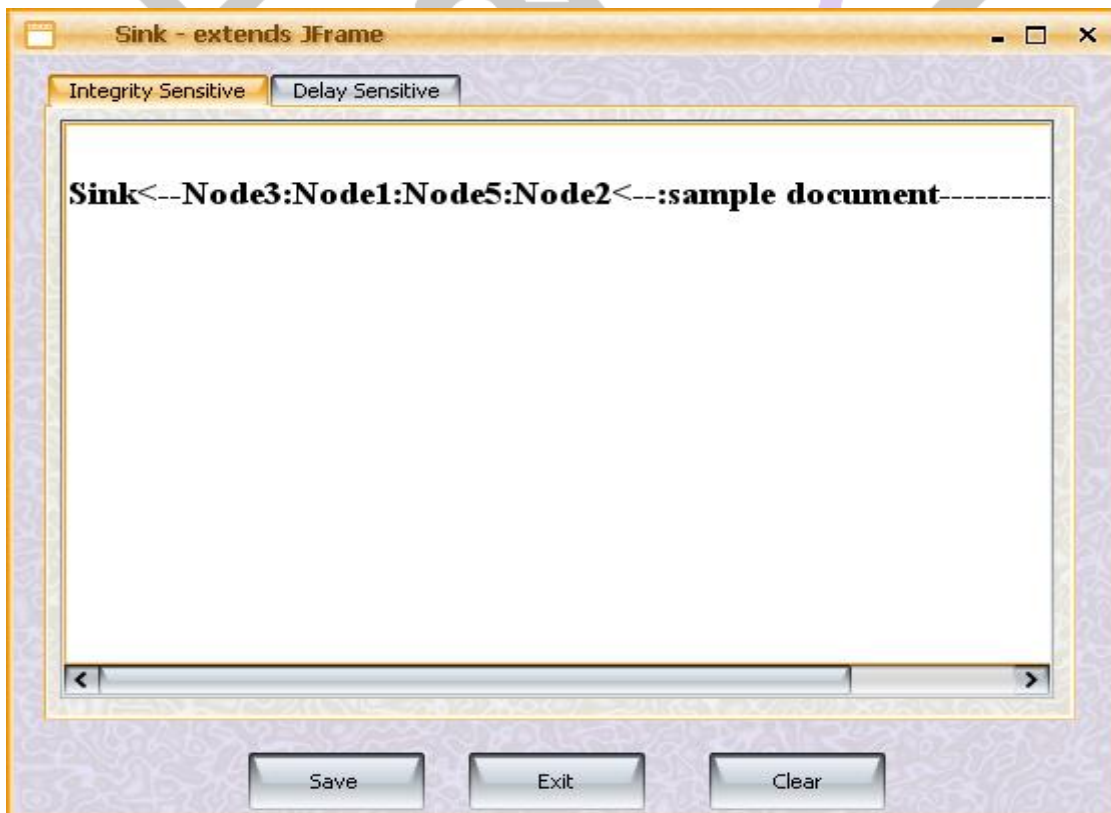 Sink - extends JFrame
Integrity Sensitive
Delay Sensitive
Sink<--Node3:Node1:Node5:Node2<--:sample document-----------
Save
Exit
Clear